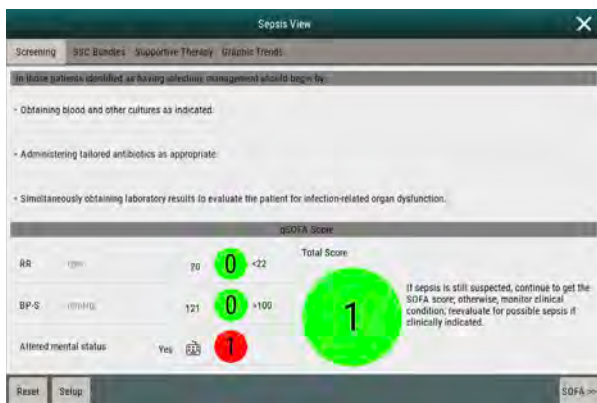 Sepsis View
Screening SSC Bundles Supportive Therapy Graphic Trends
In those patients identified as having infections, management should begin by:
- Obtaining blood and other cultures as indicated.
- Administering tailored antibiotics as appropriate.
- Simultaneously obtaining laboratory results to evaluate the patient for infection-related organ dysfunction.
qSOFA Score
RR rpm 20 0 <22
Total Score
BP-S mmHg 121 0 >100
1
If sepsis is still suspected, continue to get the
SOFA score; otherwise, monitor clinical
condition; reevaluate for possible sepsis if
clinically indicated.
Altered mental status Yes 1
Reset Setup SOFA >>